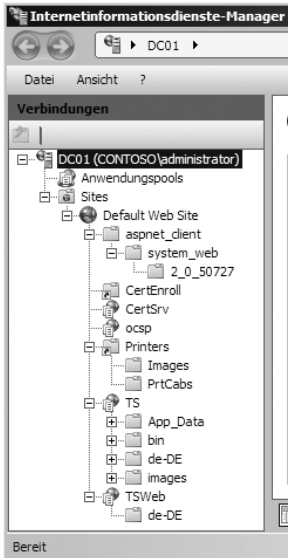 Internetinformationsdienste-Manager
DC01
Datei Ansicht ?
Verbindungen
DC01 (CONTOSO\administrator)
Anwendungspools
Sites
Default Web Site
aspnet_client
system_web
2_0_50727
CertEnroll
CertSrv
ocsp
Printers
Images
PrtCabs
TS
App_Data
bin
de-DE
images
TSWeb
de-DE
Bereit